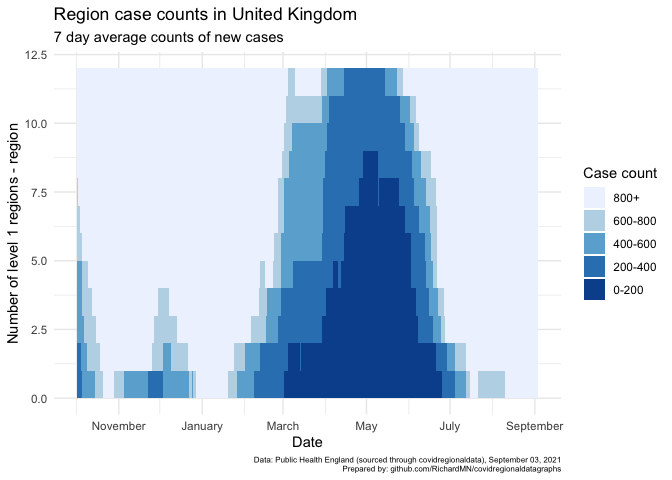 Region case counts in United Kingdom
7 day average counts of new cases
Number of level 1 regions - region
12.5
10.0
7.5
5.0
2.5
0.0
November
January
March
May
July
September
Date
Case count
800+
600-800
400-600
200-400
0-200
Data: Public Health England (sourced through covidregionaldata), September 03, 2021
Prepared by: github.com/RichardMN/covidregionaldatagraphs